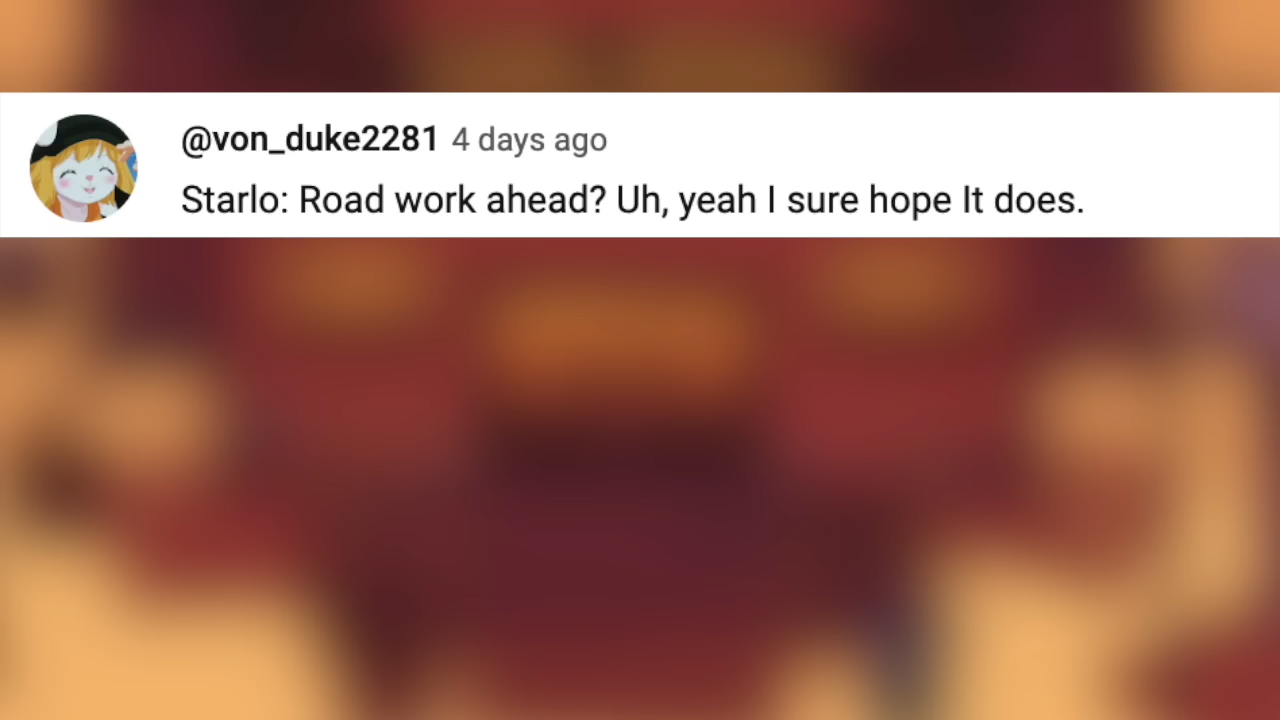 @von_duke2281 4 days ago
Starlo: Road work ahead? Uh, yeah I sure hope It does.